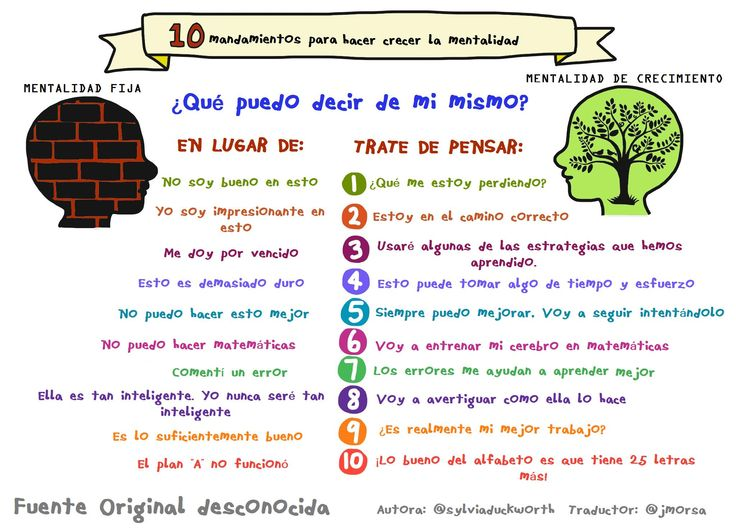 10 mandamientos para hacer crecer la mentalidad
MENTALIDAD FIJA
MENTALIDAD DE CRECIMIENTO
¿Qué puedo decir de mi mismo?
EN LUGAR DE:
TRATE DE PENSAR:
No soy bueno en esto
1 ¿Qué me estoy perdiendo?
Yo soy impresionante en
esto
2 Estoy en el camino correcto
Me doy por vencido
3 Usaré algunas de las estrategias que hemos
aprendido.
Esto es demasiado duro
4 Esto puede tomar algo de tiempo y esfuerzo
No puedo hacer esto mejor
5 Siempre puedo mejorar. Voy a seguir intentándolo
No puedo hacer matemáticas
6 Voy a entrenar mi cerebro en matemáticas
Comentí un error
7 Los errores me ayudan a aprender mejor
Ella es tan inteligente. Yo nunca seré tan
inteligente
8 Voy a avertiguar como ella lo hace
Es lo suficientemente bueno
9 ¿Es realmente mi mejor trabajo?
El plan "A" no funcionó
10 ¡Lo bueno del alfabeto es que tiene 25 letras
más!
Fuente Original desconocida
Autora: @sylviaduckworth Traductor: @jmorsa